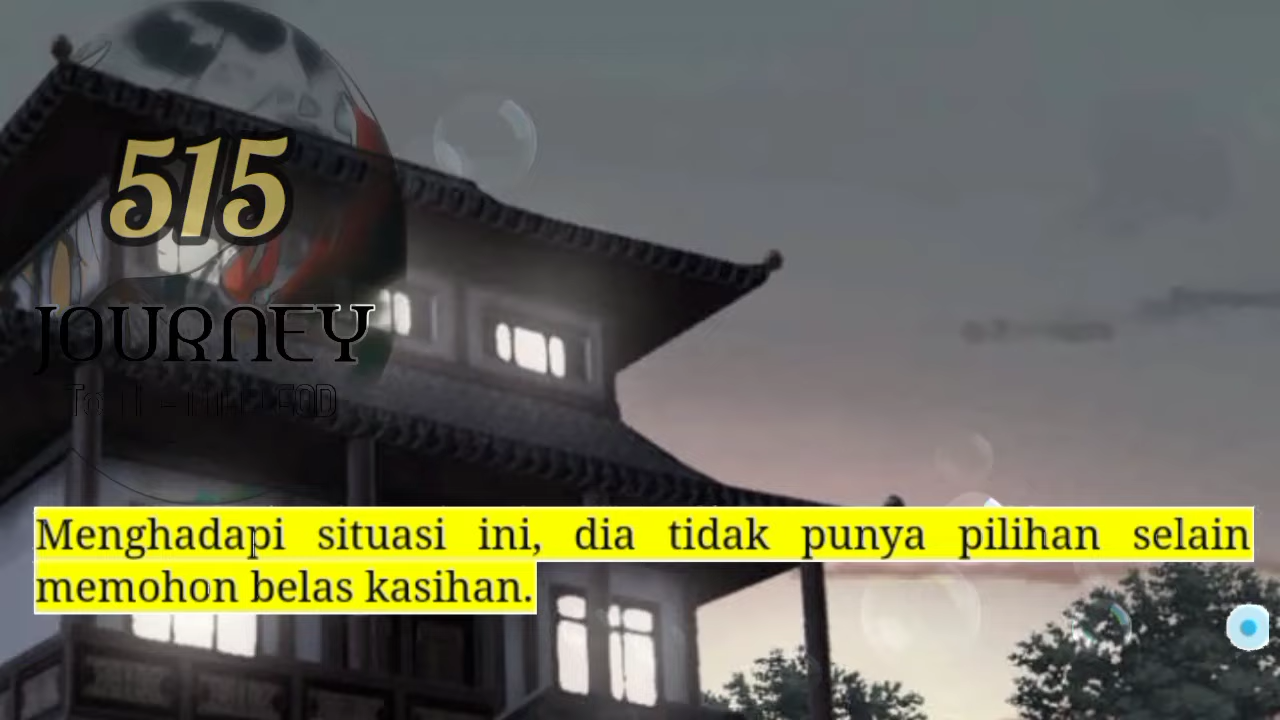 515
JOURNEY
Menghadapi situasi ini, dia tidak punya pilihan selain
memohon belas kasihan.